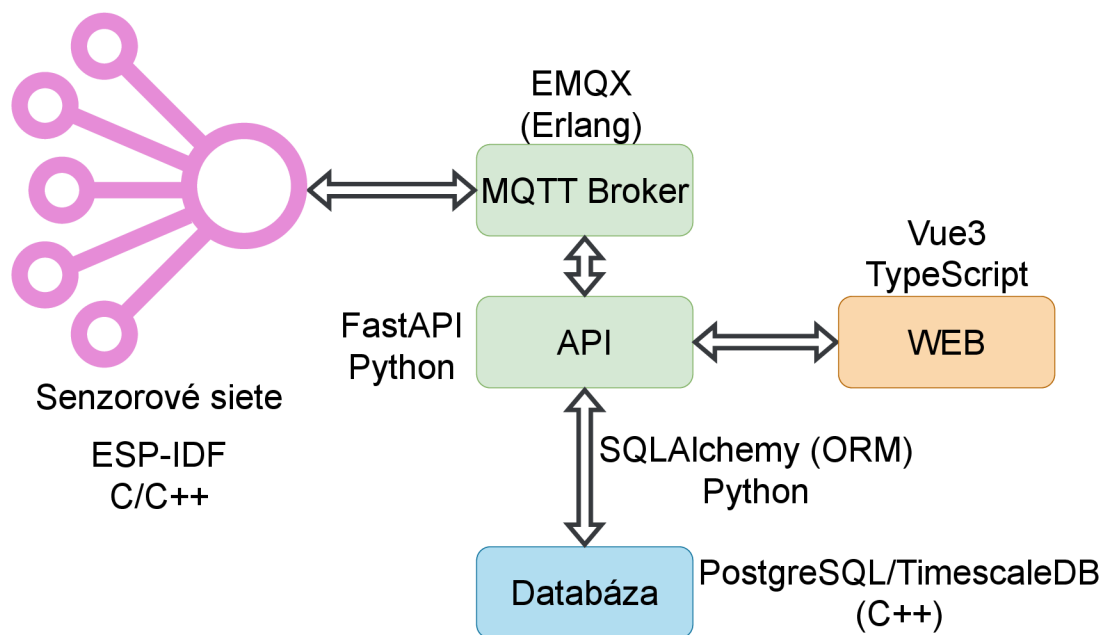 EMQX
(Erlang)
MQTT Broker
Vue3
TypeScript
FastAPI
Python
API
WEB
Senzorové siete
ESP-IDF
C/C++
SQLAlchemy (ORM)
Python
Databáza
PostgreSQL/TimescaleDB
(C++)